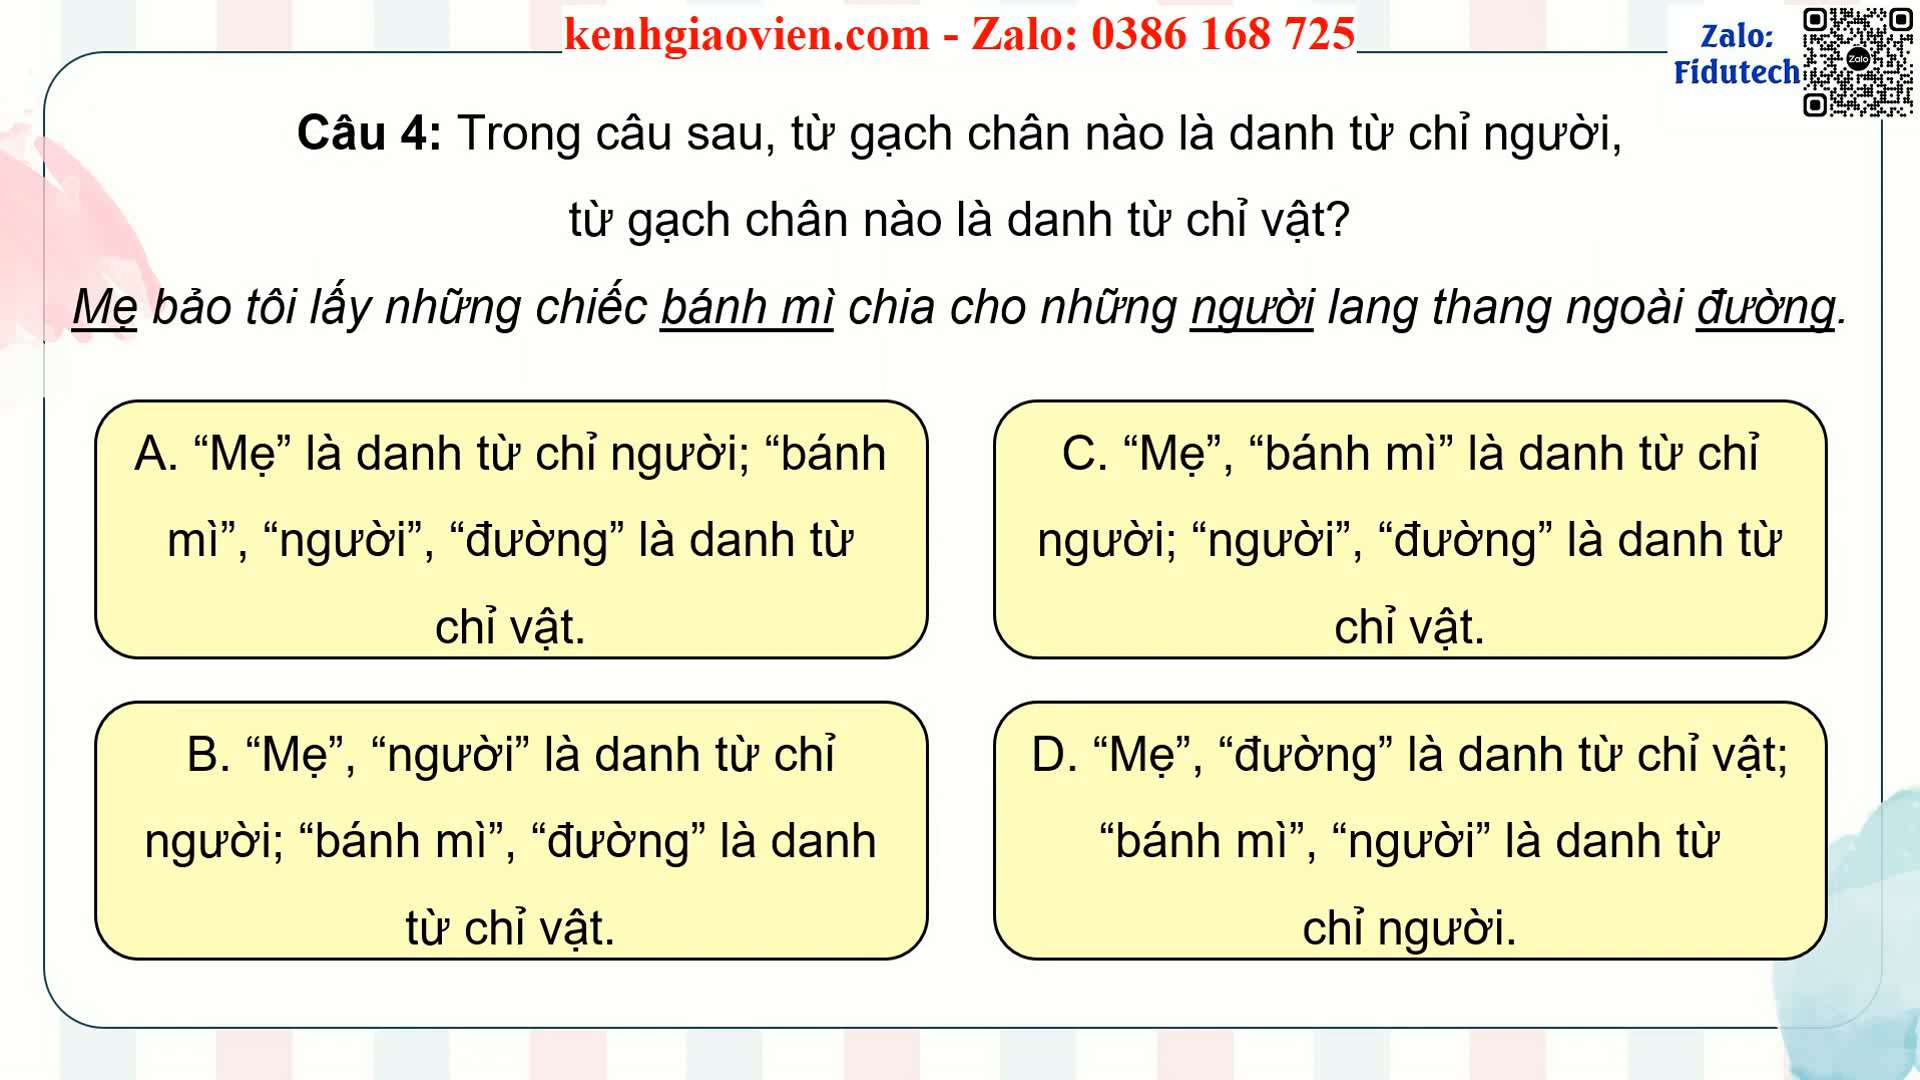 kenhgiaovien.com - Zalo: 0386 168 725
Zalo:
Fidutech
Zalo
Câu 4: Trong câu sau, từ gạch chân nào là danh từ chỉ người,
từ gạch chân nào là danh từ chỉ vật?
Mẹ bảo tôi lấy những chiếc bánh mì chia cho những người lang thang ngoài đường.
A. “Mẹ” là danh từ chỉ người; “bánh
mì”, “người”, “đường” là danh từ
chỉ vật.
C. “Mẹ”, “bánh mì” là danh từ chỉ
người; “người”, “đường” là danh từ
chỉ vật.
B. “Mẹ”, “người” là danh từ chỉ
người; “bánh mì”, “đường” là danh
từ chỉ vật.
D. “Mẹ”, “đường” là danh từ chỉ vật;
“bánh mì”, “người” là danh từ
chỉ người.